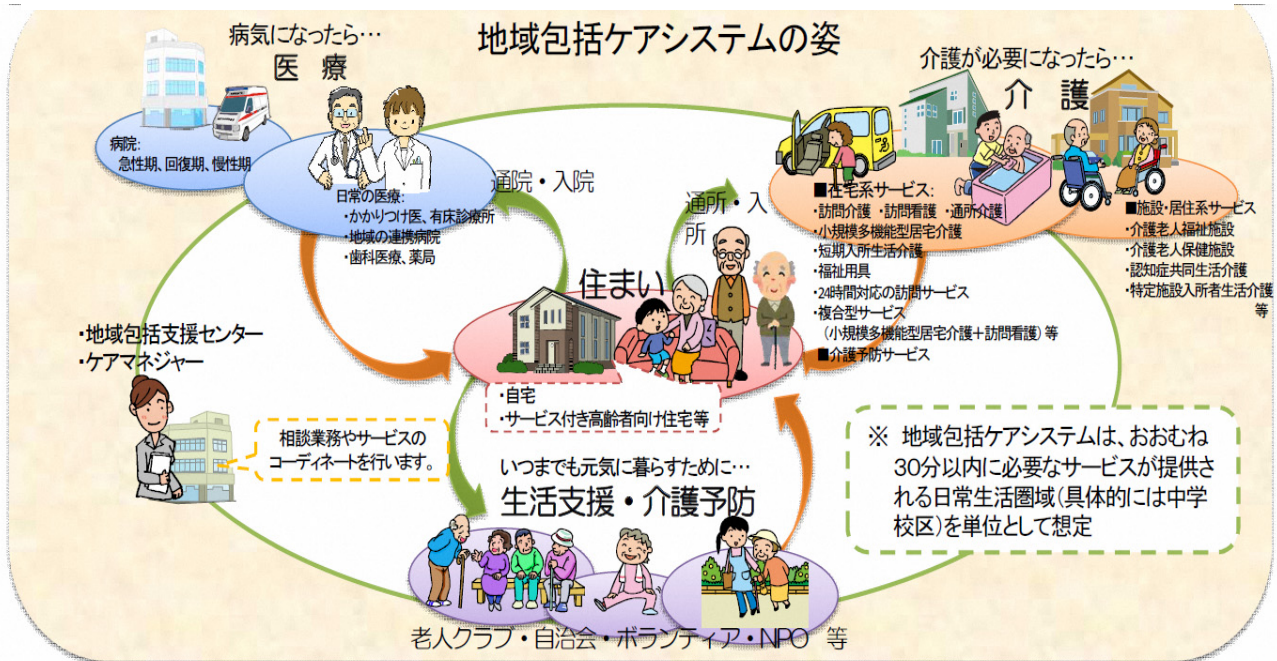 地域包括ケアシステムの姿
病気になったら…
医 療
病院:
急性期、回復期、慢性期
日常の医療:
・かかりつけ医、有床診療所
・地域の連携病院
・歯科医療、薬局
通院・入院
通所・入
所
介護が必要になったら…
介 護
■在宅系サービス:
・訪問介護 ・訪問看護 ・通所介護
・小規模多機能型居宅介護
・短期入所生活介護
・福祉用具
・24時間対応の訪問サービス
・複合型サービス
(小規模多機能型居宅介護+訪問看護)等
■介護予防サービス
■施設・居住系サービス
・介護老人福祉施設
・介護老人保健施設
・認知症共同生活介護
・特定施設入所者生活介護
等
住まい
・自宅
・サービス付き高齢者向け住宅等
・地域包括支援センター
・ケアマネジャー
相談業務やサービスの
コーディネートを行います。
いつまでも元気に暮らすために…
生活支援・介護予防
老人クラブ・自治会・ボランティア・NPO 等
※ 地域包括ケアシステムは、おおむね
30分以内に必要なサービスが提供さ
れる日常生活圏域(具体的には中学
校区)を単位として想定